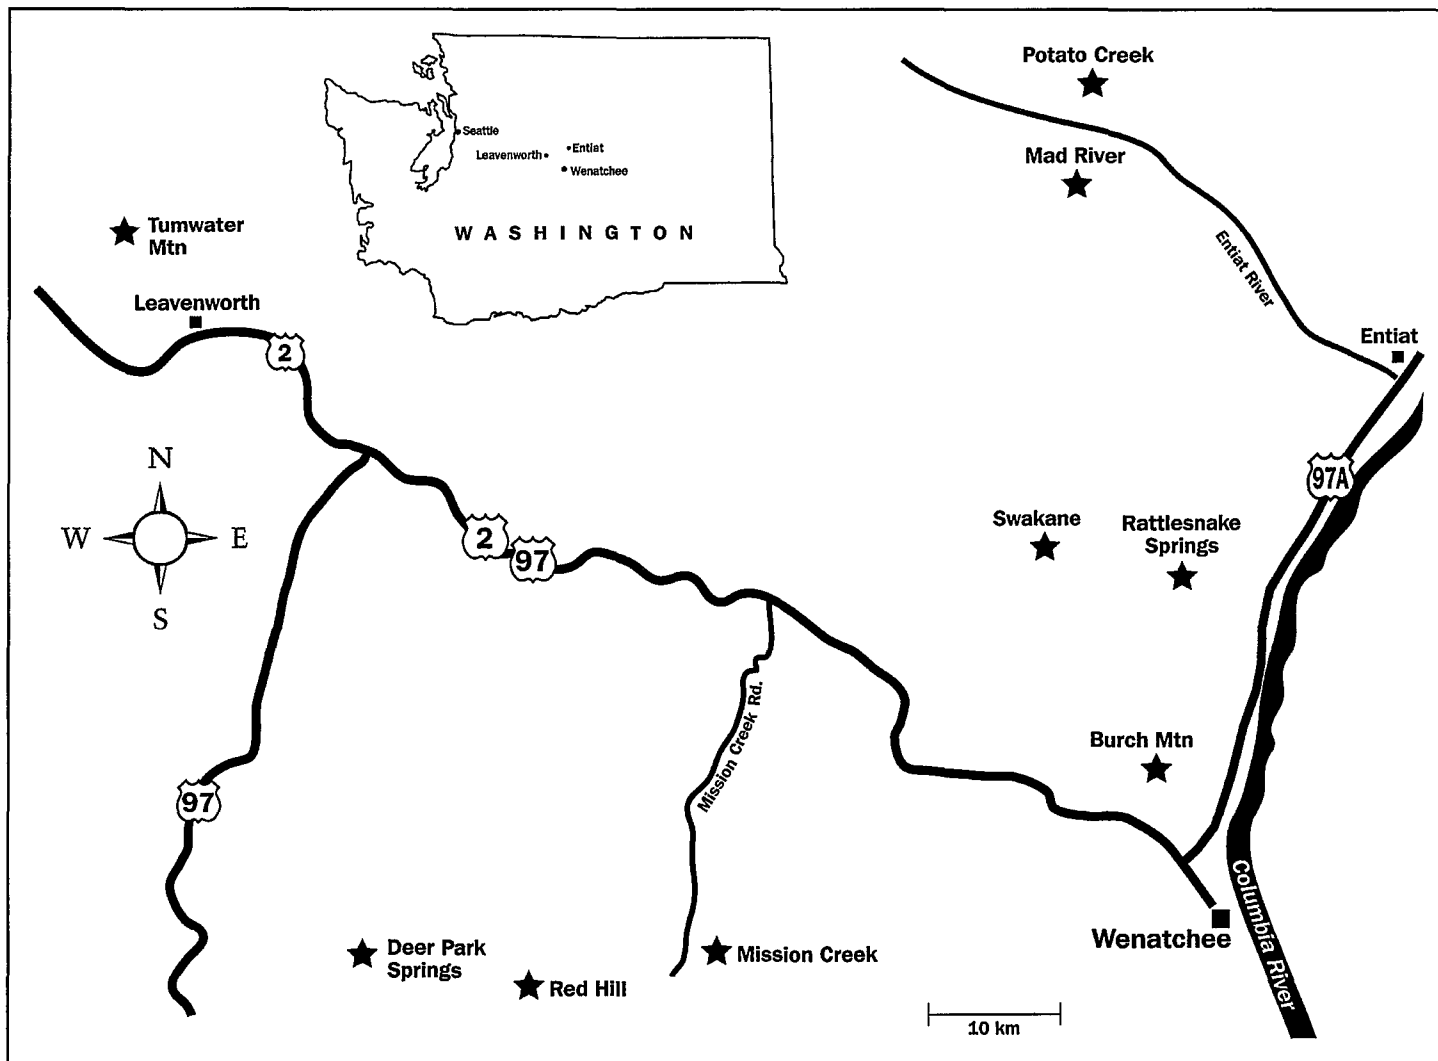 Potato Creek
Seattle
Leavenworth
Entiat
Wenatchee
WASHINGTON
Mad River
Tumwater
Mtn
Entiat River
Leavenworth
Entiat
2
N
W
E
S
97A
2
97
Swakane
Rattlesnake
Springs
Mission Creek Rd.
Burch Mtn
97
Columbia River
Wenatchee
Deer Park
Springs
Mission Creek
Red Hill
10 km